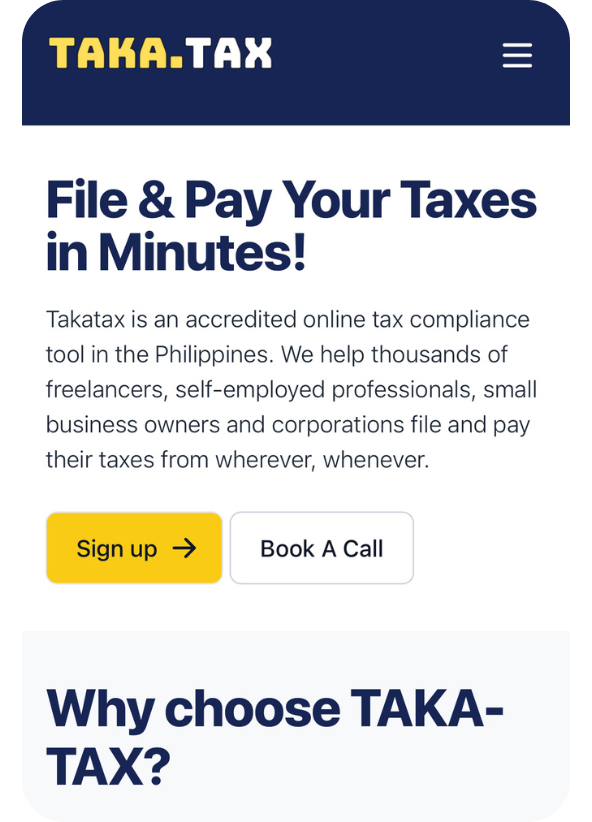 TAKA.TAX
File & Pay Your Taxes
in Minutes!
Takatax is an accredited online tax compliance
tool in the Philippines. We help thousands of
freelancers, self-employed professionals, small
business owners and corporations file and pay
their taxes from wherever, whenever.
Sign up → Book A Call
Why choose TAKA-
TAX?